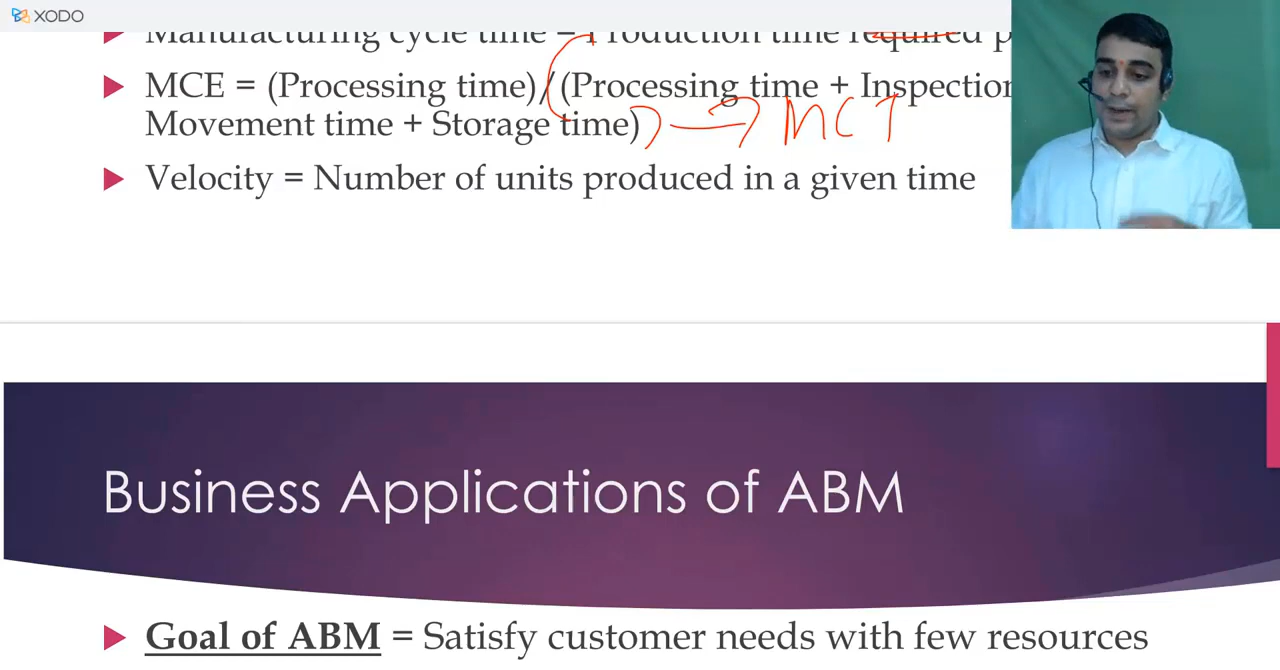 XODO
Manufacturing cycle time = Production time required p
MCE = (Processing time)/(Processing time + Inspection
Movement time + Storage time) → MCT
Velocity = Number of units produced in a given time
Business Applications of ABM
Goal of ABM = Satisfy customer needs with few resources